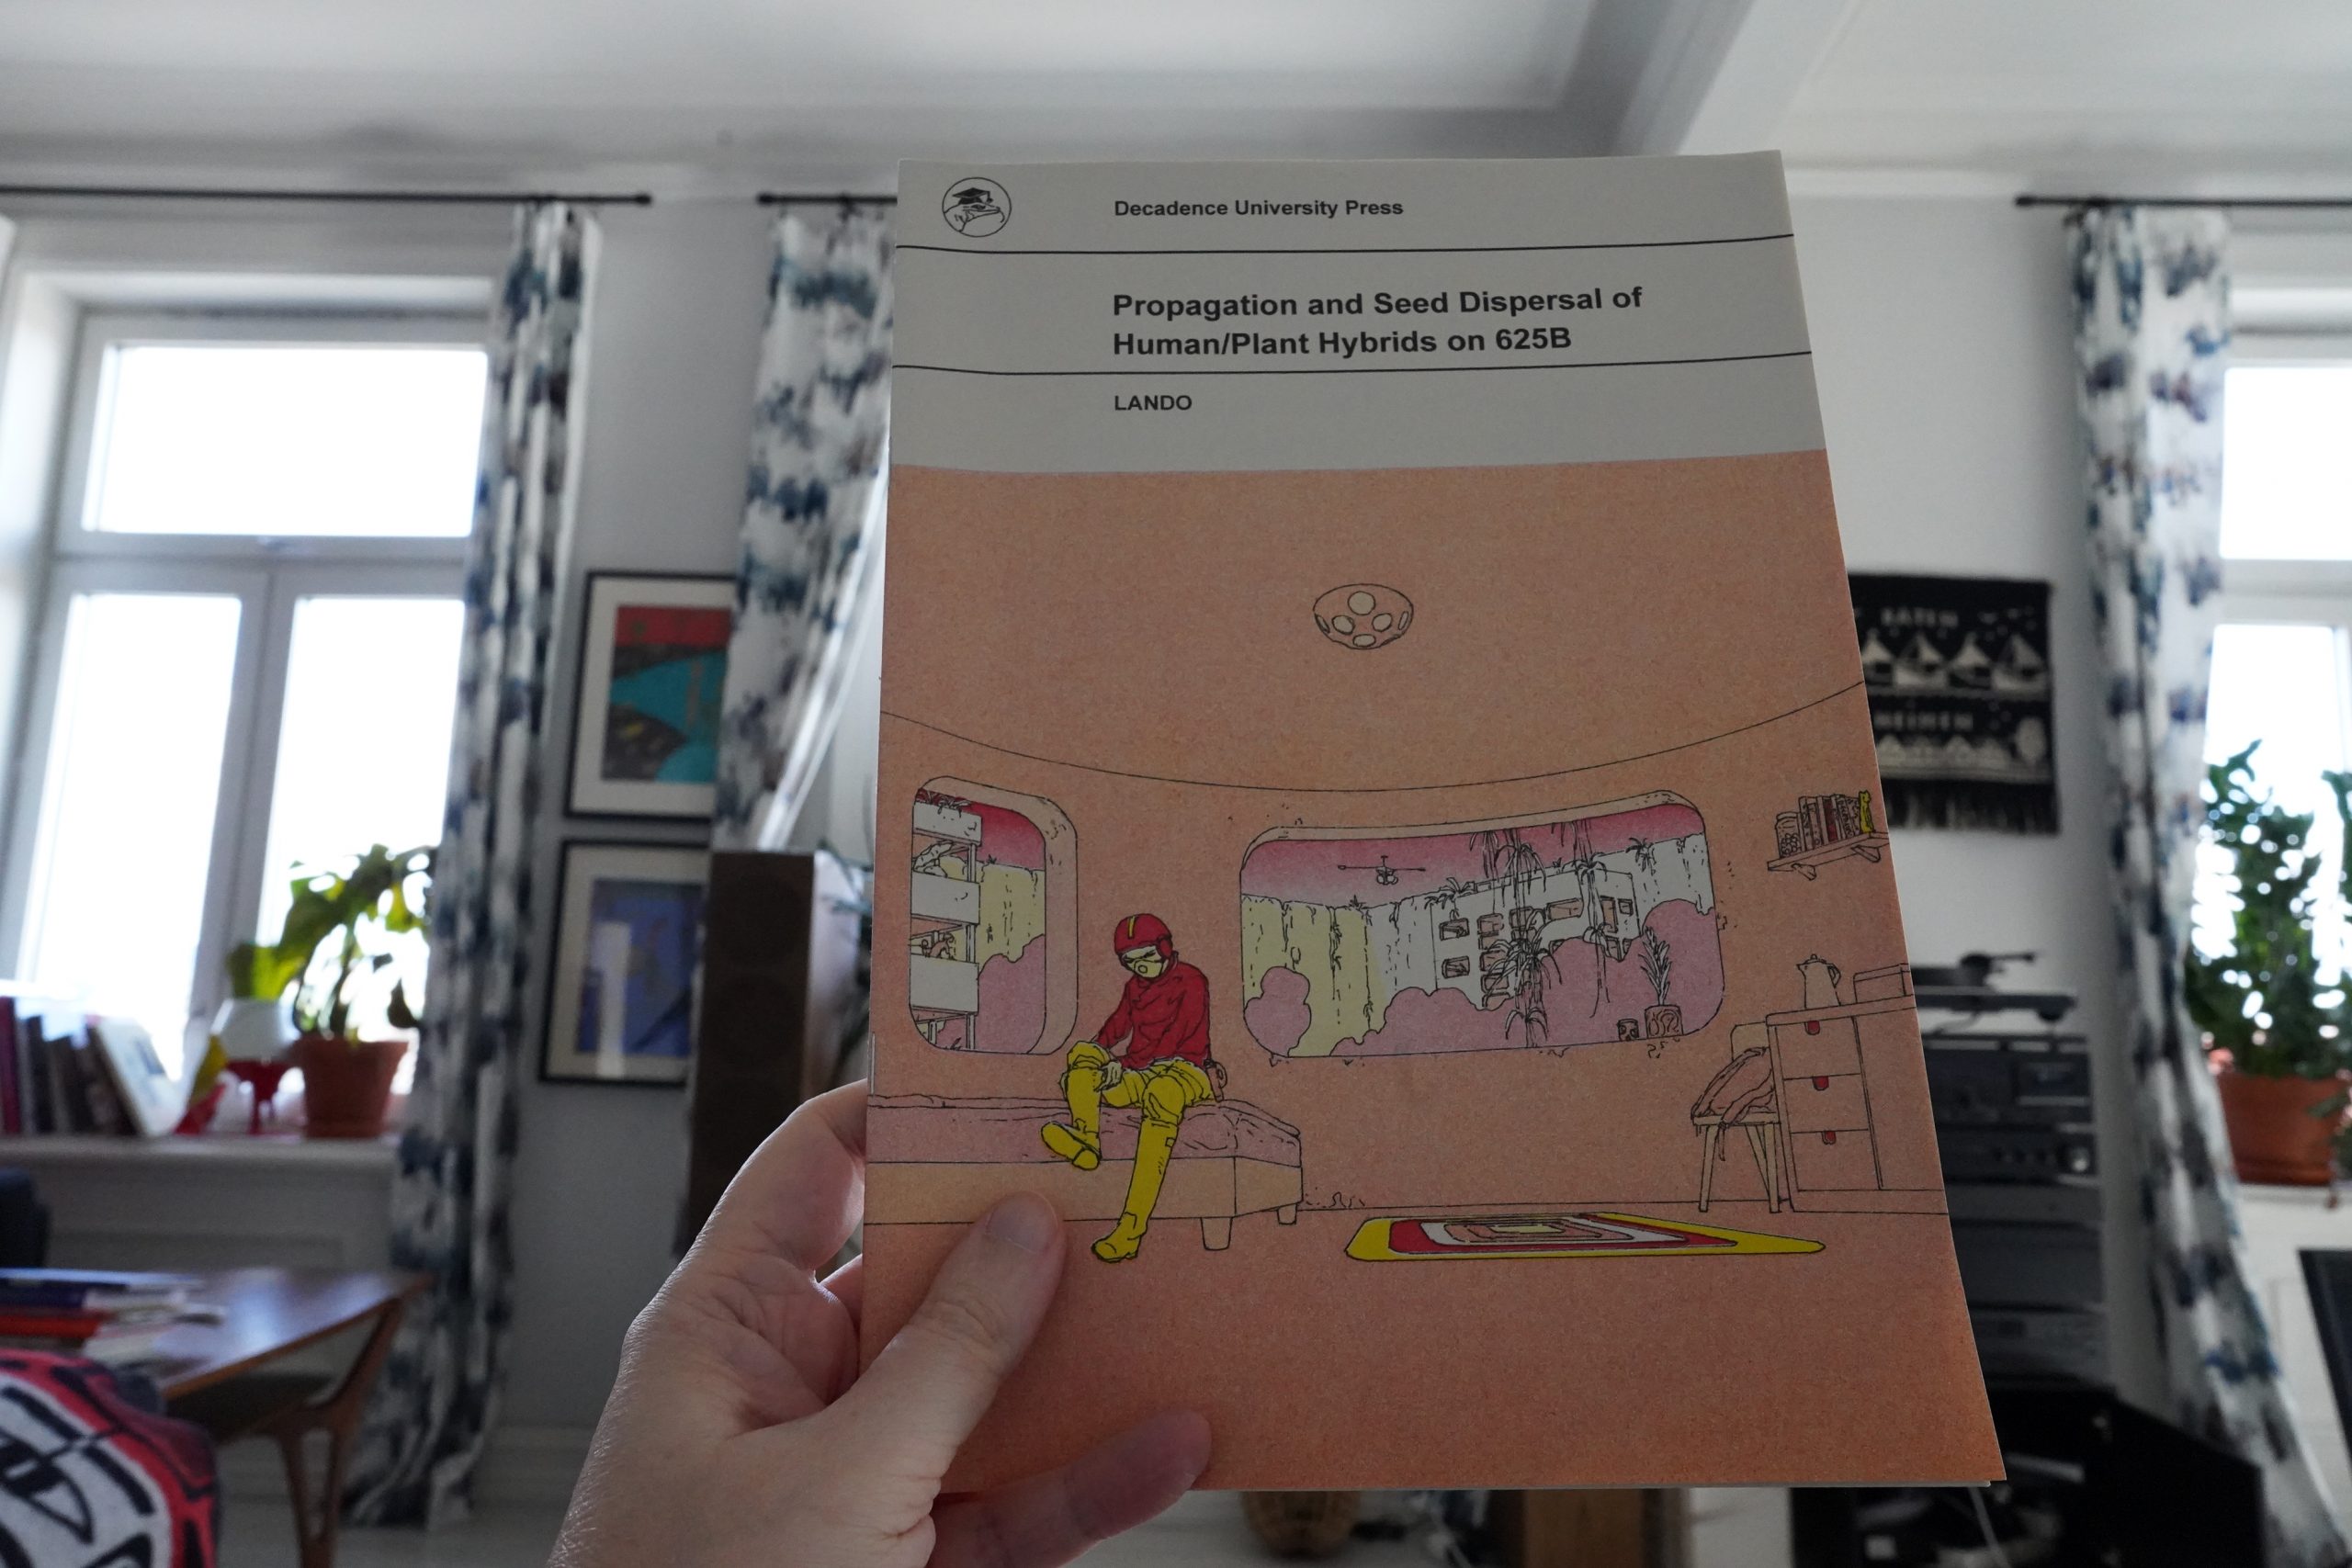 Decadence University Press
Propagation and Seed Dispersal of
Human/Plant Hybrids on 625B
LANDO